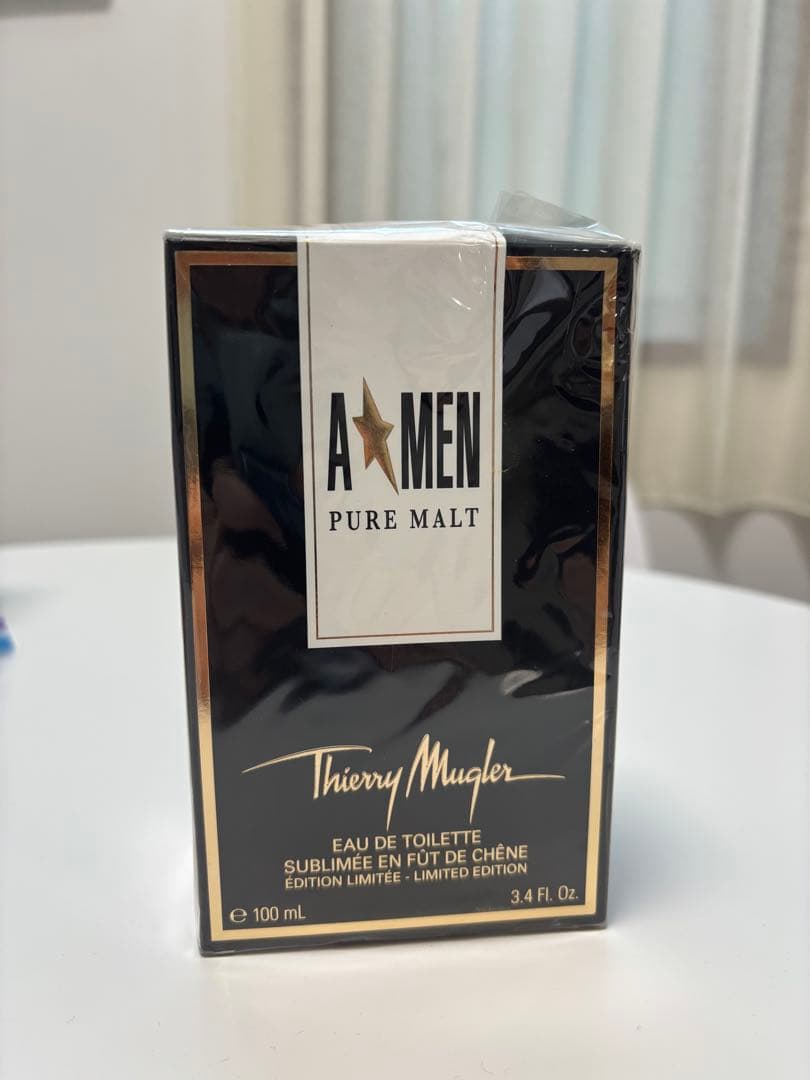 A★MEN
PURE MALT
Thierry Mugler
EAU DE TOILETTE
SUBLIMÉE EN FÛT DE CHÊNE
ÉDITION LIMITÉE - LIMITED EDITION
℮ 100 mL
3.4 Fl. Oz.